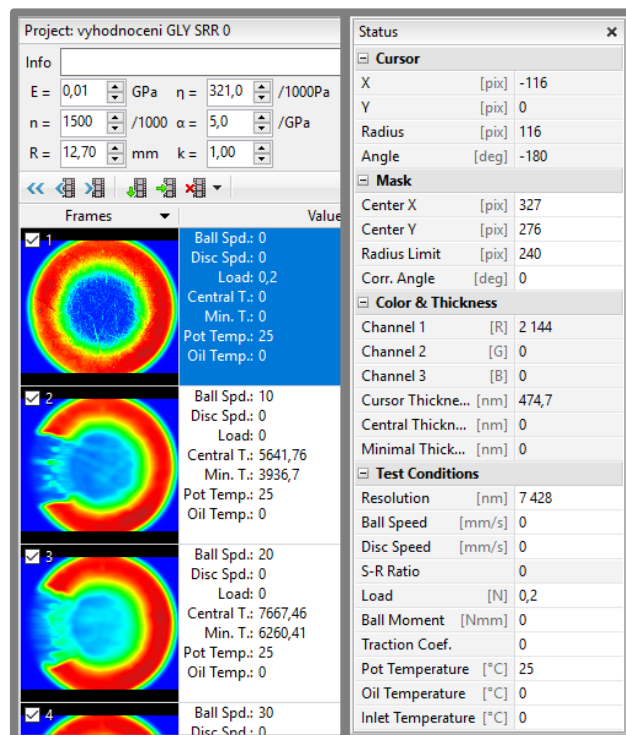 Project: vyhodnoceni GLY SRR 0
Info
E = 0,01 GPa η = 321,0 /1000Pa
n = 1500 /1000 α = 5,0 /GPa
R = 12,70 mm k = 1,00
Frames Value
1
Ball Spd.: 0
Disc Spd.: 0
Load: 0,2
Central T.: 0
Min. T.: 0
Pot Temp.: 25
Oil Temp.: 0
2
Ball Spd.: 10
Disc Spd.: 0
Load: 0
Central T.: 5641,76
Min. T.: 3936,7
Pot Temp.: 25
Oil Temp.: 0
3
Ball Spd.: 20
Disc Spd.: 0
Load: 0
Central T.: 7667,46
Min. T.: 6260,41
Pot Temp.: 25
Oil Temp.: 0
4
Ball Spd.: 30
Disc Spd.: 0
Status
Cursor
X [pix] -116
Y [pix] 0
Radius [pix] 116
Angle [deg] -180
Mask
Center X [pix] 327
Center Y [pix] 276
Radius Limit [pix] 240
Corr. Angle [deg] 0
Color & Thickness
Channel 1 [R] 2 144
Channel 2 [G] 0
Channel 3 [B] 0
Cursor Thickne... [nm] 474,7
Central Thickn... [nm] 0
Minimal Thick... [nm] 0
Test Conditions
Resolution [nm] 7 428
Ball Speed [mm/s] 0
Disc Speed [mm/s] 0
S-R Ratio 0
Load [N] 0,2
Ball Moment [Nmm] 0
Traction Coef. 0
Pot Temperature [°C] 25
Oil Temperature [°C] 0
Inlet Temperature [°C] 0